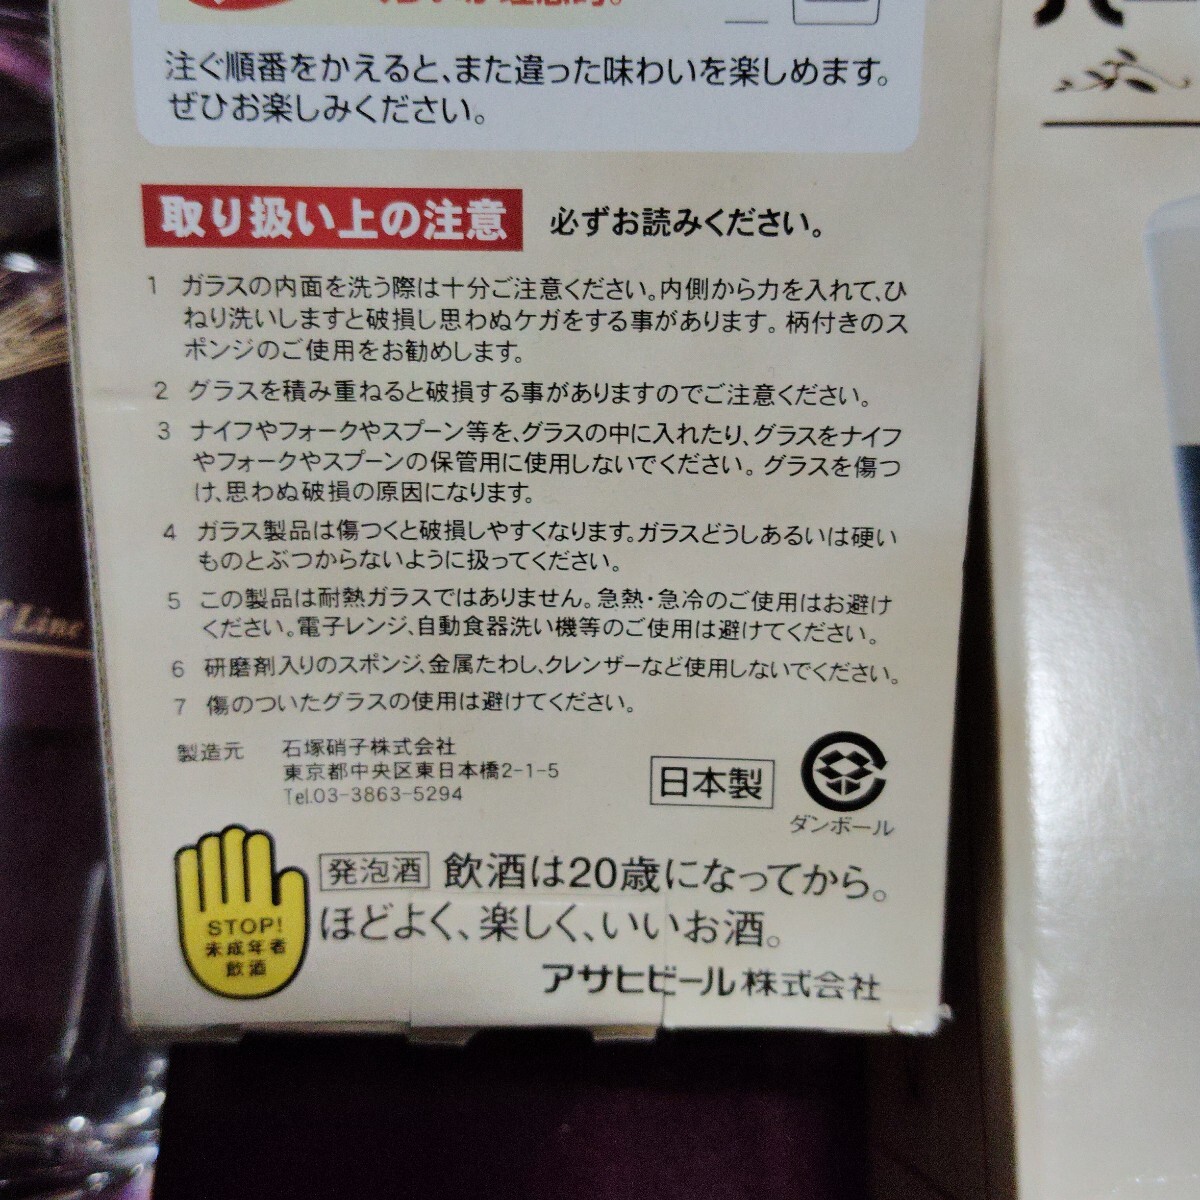 注ぐ順番をかえると、また違った味わいを楽しめます。
ぜひお楽しみください。
取り扱い上の注意 必ずお読みください。
1 ガラスの内面を洗う際は十分ご注意ください。内側から力を入れて、ひ
ねり洗いしますと破損し思わぬケガをする事があります。柄付きのス
ポンジのご使用をお勧めします。
2 グラスを積み重ねると破損する事がありますのでご注意ください。
3 ナイフやフォークやスプーン等を、グラスの中に入れたり、グラスをナイフ
やフォークやスプーンの保管用に使用しないでください。グラスを傷つ
け、思わぬ破損の原因になります。
4 ガラス製品は傷つくと破損しやすくなります。ガラスどうしあるいは硬い
ものとぶつからないように扱ってください。
5 この製品は耐熱ガラスではありません。急熱・急冷のご使用はお避け
ください。電子レンジ、自動食器洗い機等のご使用は避けてください。
6 研磨剤入りのスポンジ、金属たわし、クレンザーなど使用しないでください。
7 傷のついたグラスの使用は避けてください。
製造元 石塚硝子株式会社
東京都中央区東日本橋2-1-5
Tel.03-3863-5294
日本製
ダンボール
STOP!
未成年者
飲酒
発泡酒 飲酒は20歳になってから。
ほどよく、楽しく、いいお酒。
アサヒビール株式会社
Line